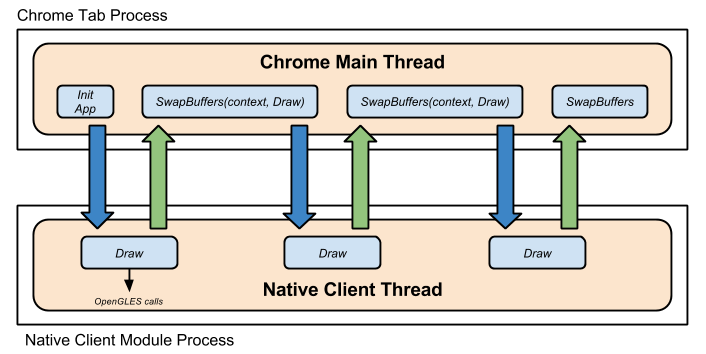 Chrome Tab Process
Chrome Main Thread
Init
App
SwapBuffers(context, Draw)
SwapBuffers(context, Draw)
SwapBuffers
Draw
Draw
Draw
OpenGLES calls
Native Client Thread
Native Client Module Process